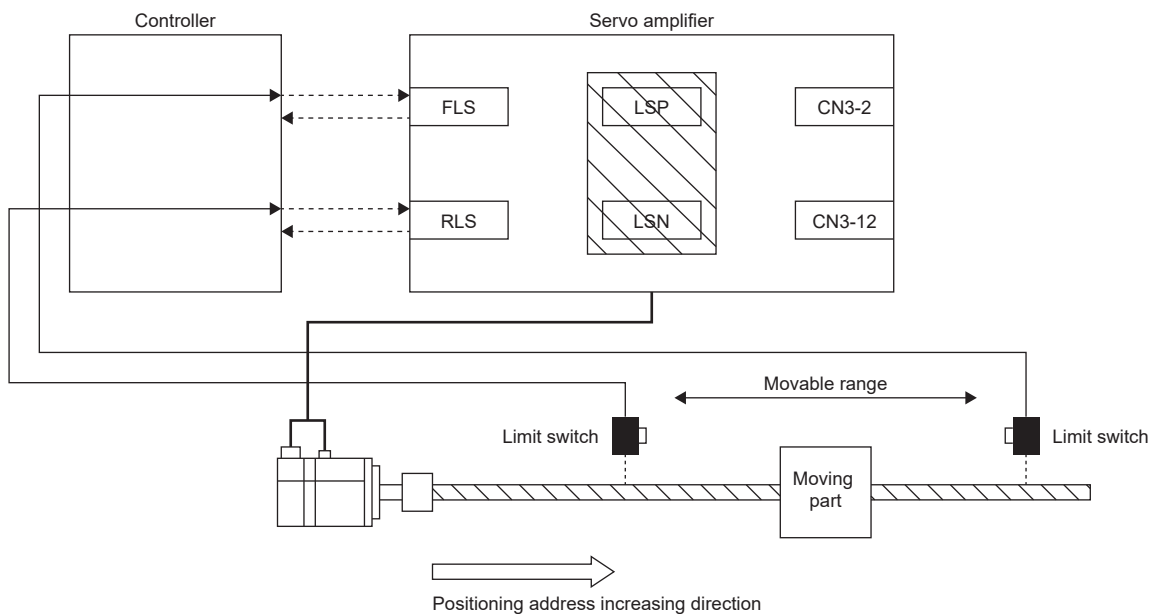 Controller
Servo amplifier
FLS
LSP
CN3-2
RLS
LSN
CN3-12
Movable range
Limit switch
Limit switch
Moving
part
Positioning address increasing direction